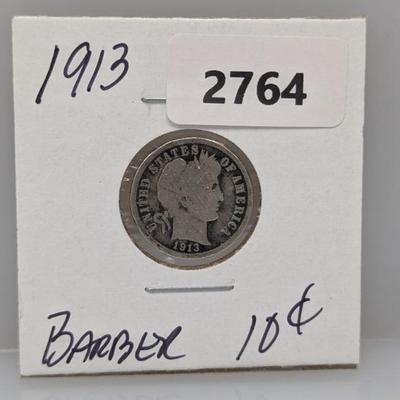 1913
2764
UNITED STATES OF AMERICA
1913
BARBER 10¢